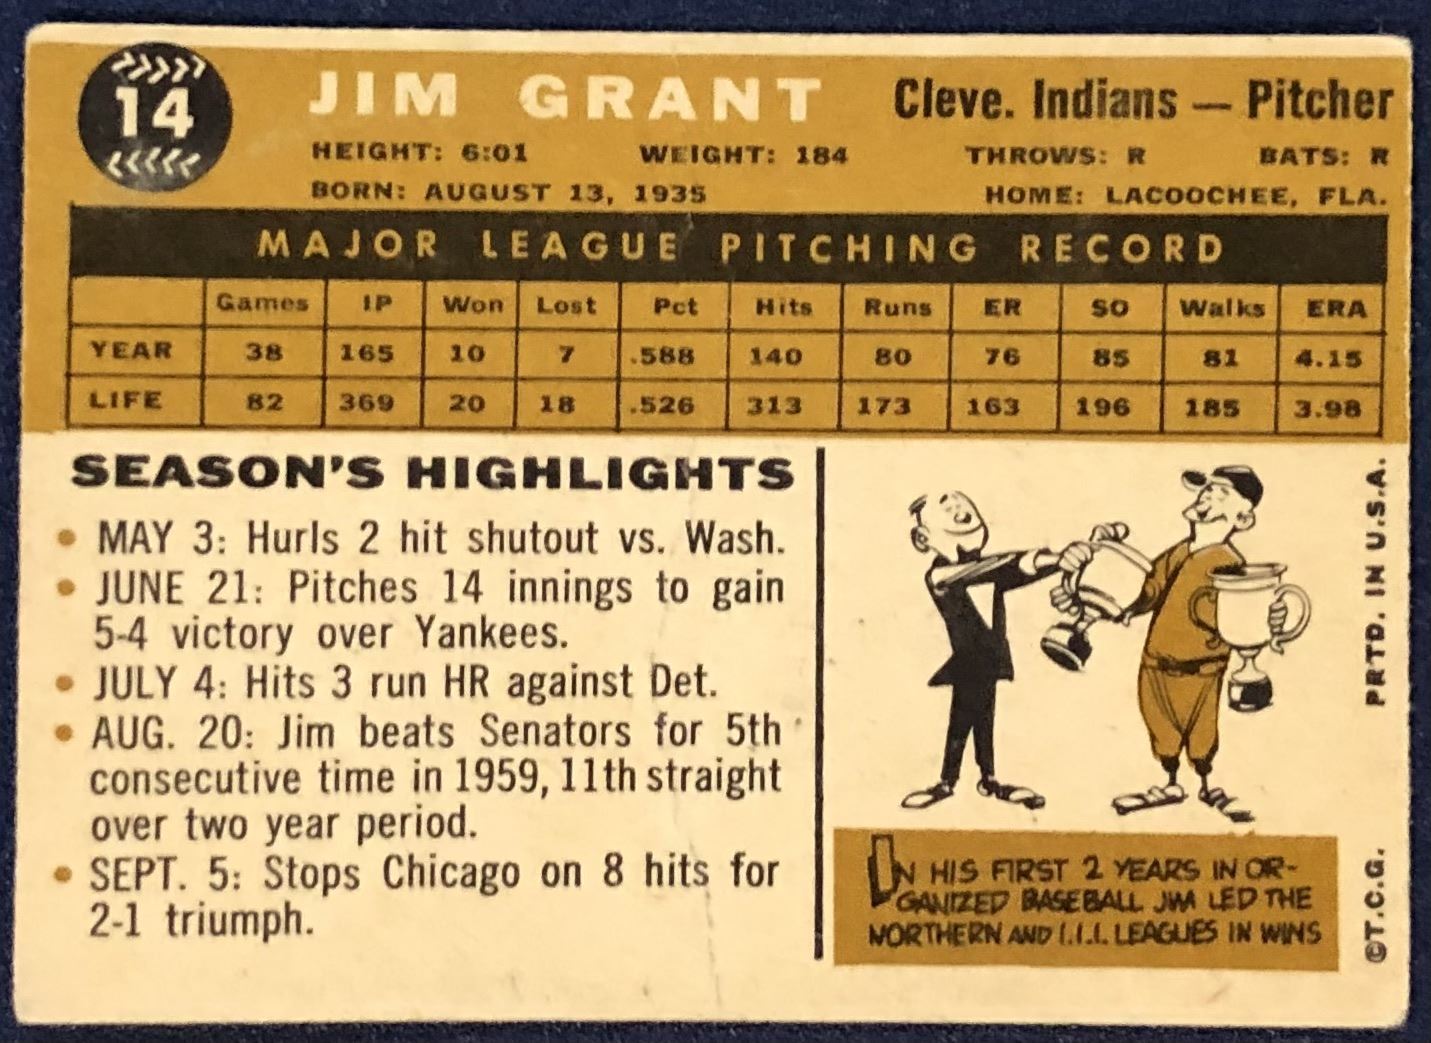 14
JIM GRANT
Cleve. Indians — Pitcher
HEIGHT: 6:01 WEIGHT: 184 THROWS: R BATS: R
BORN: AUGUST 13, 1935 HOME: LACOOCHEE, FLA.
MAJOR LEAGUE PITCHING RECORD
Games IP Won Lost Pct Hits Runs ER SO Walks ERA
YEAR 38 165 10 7 .588 140 80 76 85 81 4.15
LIFE 82 369 20 18 .526 313 173 163 196 185 3.98
SEASON'S HIGHLIGHTS
• MAY 3: Hurls 2 hit shutout vs. Wash.
• JUNE 21: Pitches 14 innings to gain
5-4 victory over Yankees.
• JULY 4: Hits 3 run HR against Det.
• AUG. 20: Jim beats Senators for 5th
consecutive time in 1959, 11th straight
over two year period.
• SEPT. 5: Stops Chicago on 8 hits for
2-1 triumph.
IN HIS FIRST 2 YEARS IN OR-
GANIZED BASEBALL JIM LED THE
NORTHERN AND I.I.I. LEAGUES IN WINS
©T.C.G. PRTD. IN U.S.A.